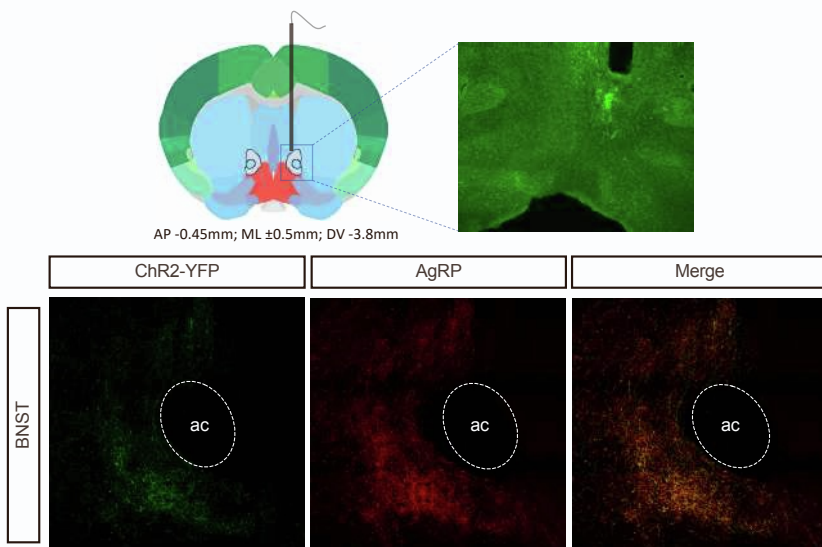 AP -0.45mm; ML ±0.5mm; DV -3.8mm
ChR2-YFP
AgRP
Merge
BNST
ac
ac
ac